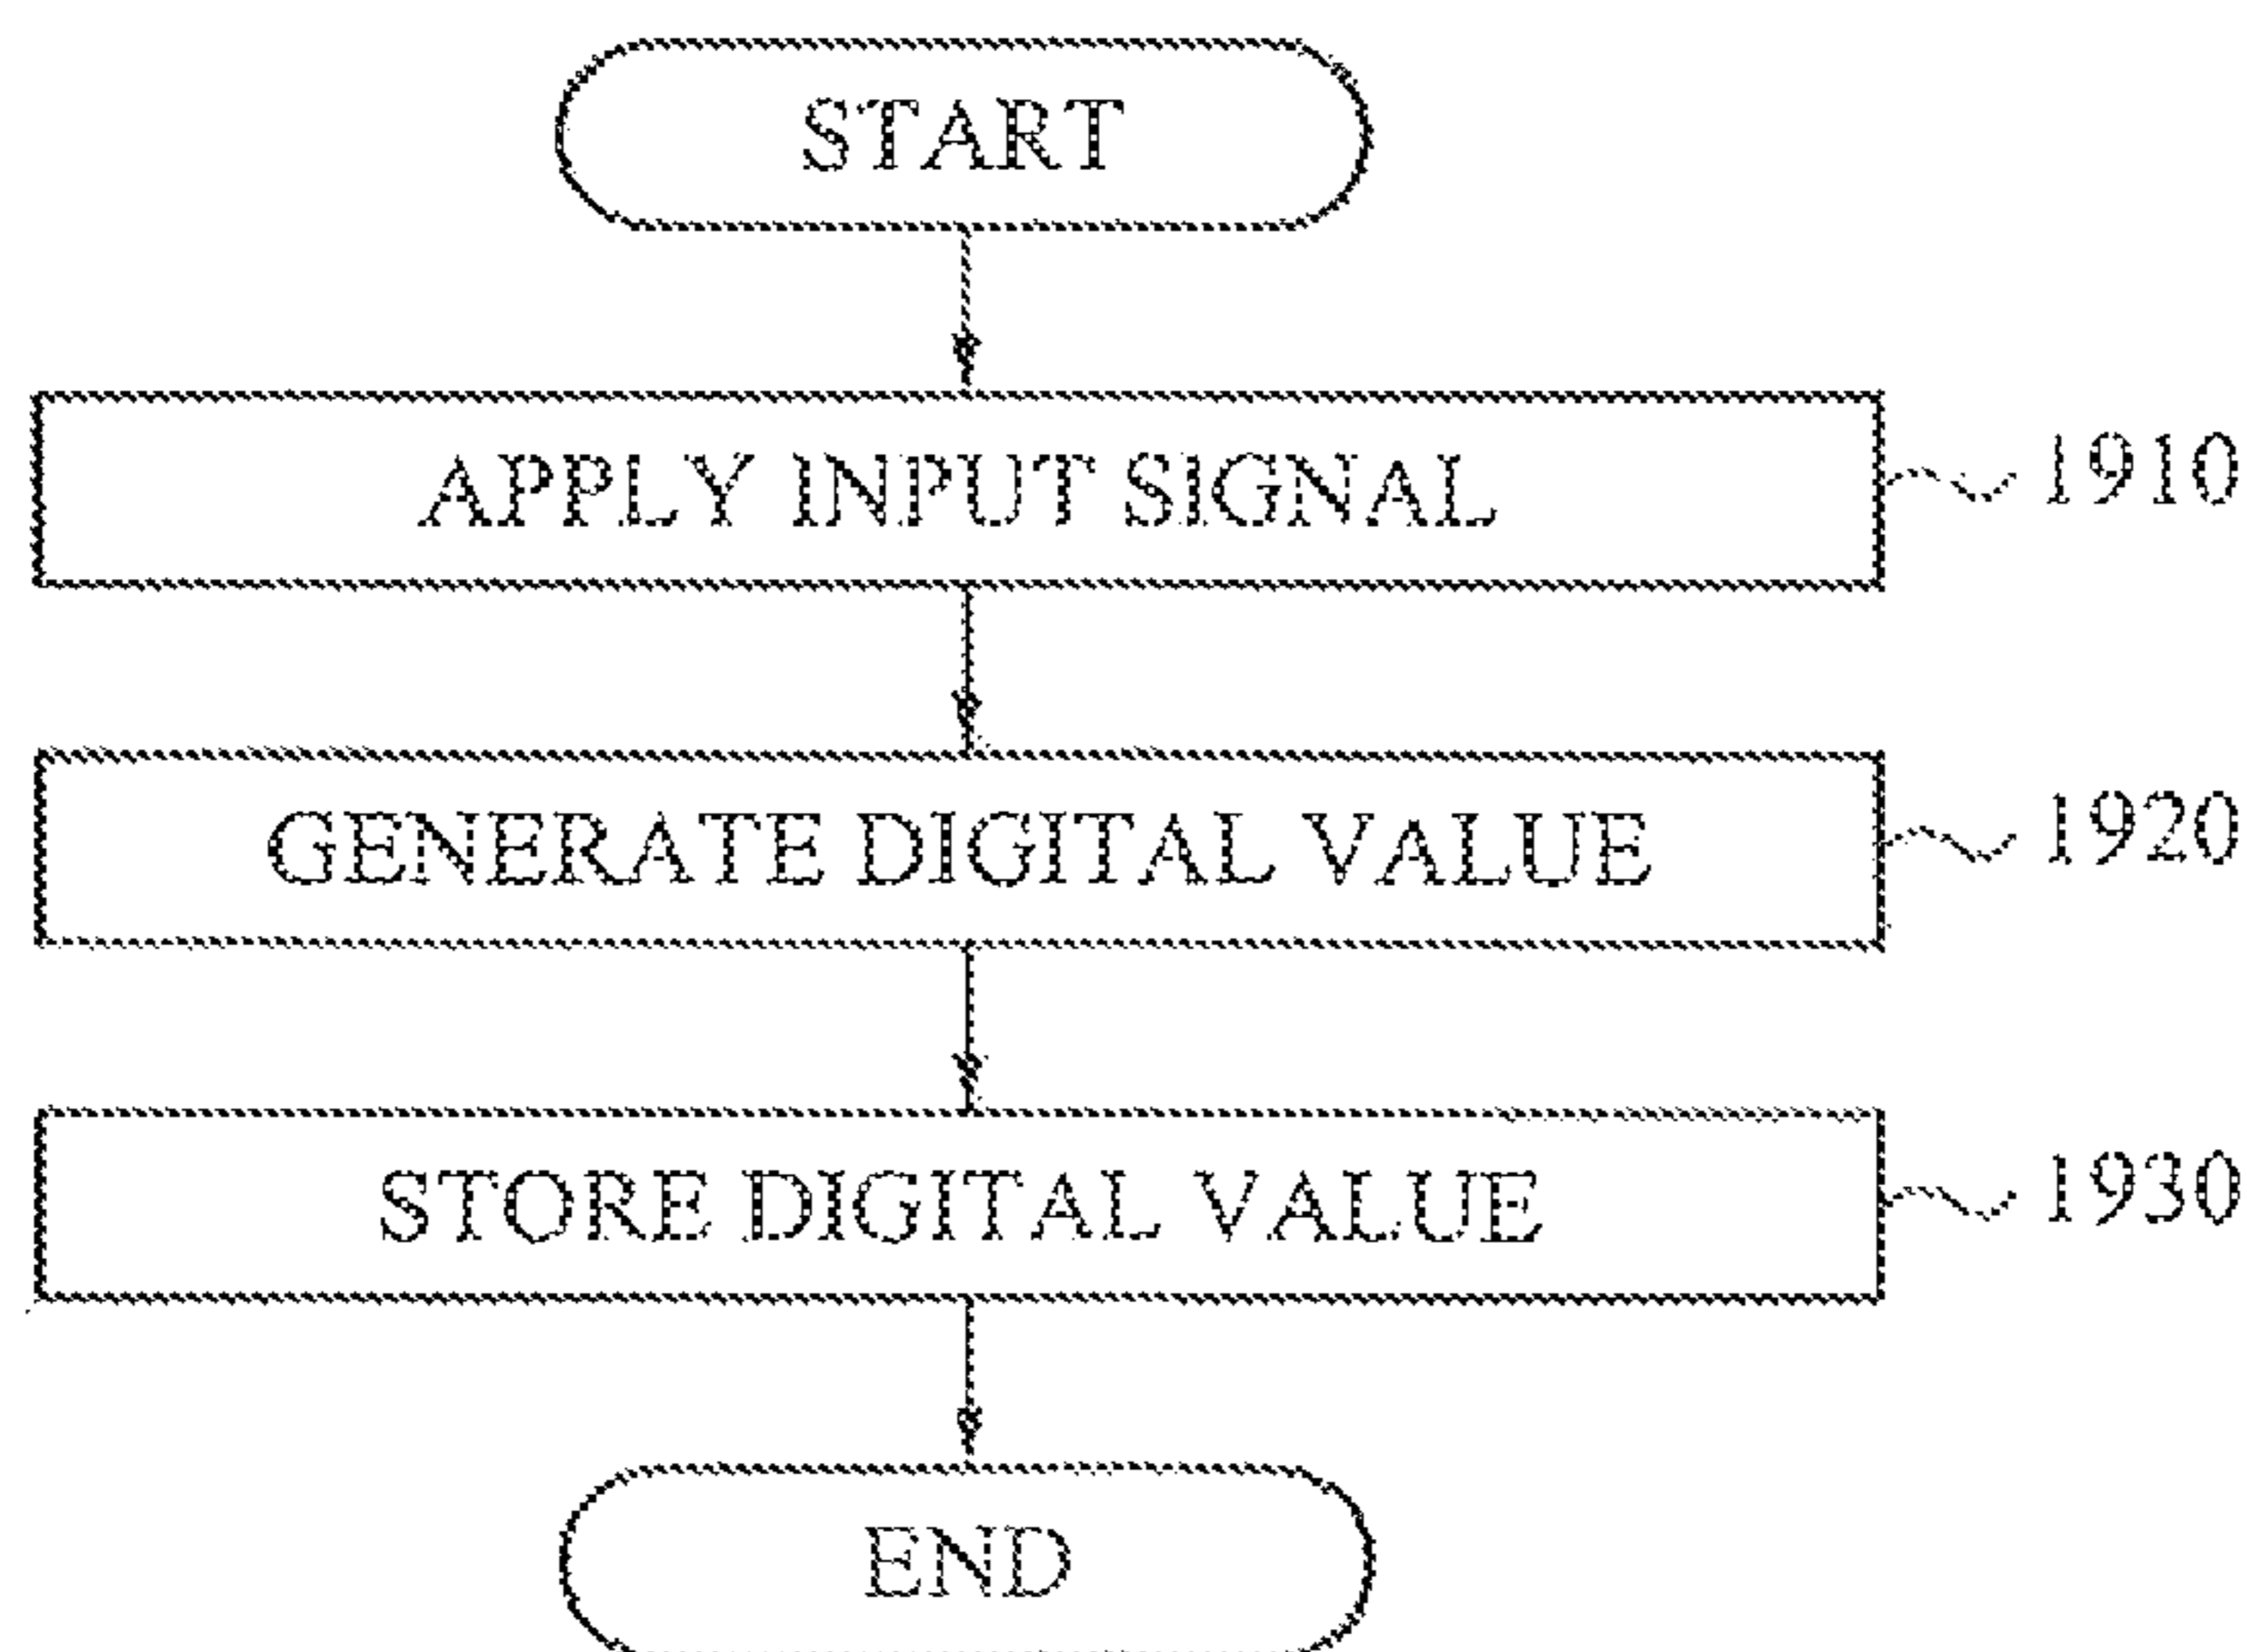 START
APPLY INPUT SIGNAL
1910
GENERATE DIGITAL VALUE
1920
STORE DIGITAL VALUE
1930
END